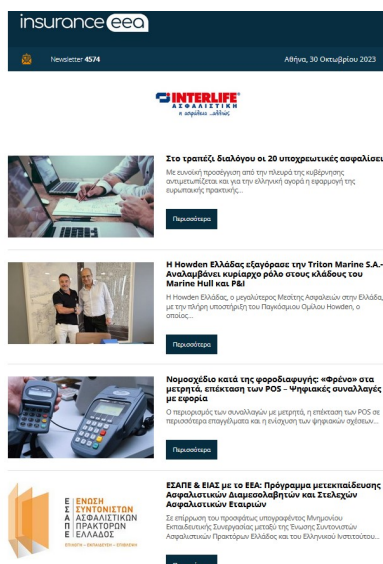 insurance eea
Newsletter 4574
Αθήνα, 30 Οκτωβρίου 2023
INTERLIFE
ΑΣΦΑΛΙΣΤΙΚΗ
η ασφάλεια ...αλλιώς
Στο τραπέζι διαλόγου οι 20 υποχρεωτικές ασφαλίσει
Με ευνοϊκή προσέγγιση από την πλευρά της κυβέρνησης
αντιμετωπίζεται και για την ελληνική αγορά η εφαρμογή της
ευρωπαϊκής πρακτικής...
Περισσότερα
Η Howden Ελλάδας εξαγόρασε την Triton Marine S.A.-
Αναλαμβάνει κυρίαρχο ρόλο στους κλάδους του
Marine Hull και P&I
Η Howden Ελλάδας, ο μεγαλύτερος Μεσίτης Ασφαλειών στην Ελλάδα,
με την πλήρη υποστήριξη του Παγκόσμιου Ομίλου Howden, ο
οποίος...
Περισσότερα
Νομοσχέδιο κατά της φοροδιαφυγής: «Φρένο» στα
μετρητά, επέκταση των POS – Ψηφιακές συναλλαγές
με εφορία
Ο περιορισμός των συναλλαγών με μετρητά, η επέκταση των POS σε
περισσότερα επαγγέλματα και η ενίσχυση των ψηφιακών σχέσεων...
Περισσότερα
Ε ΕΝΩΣΗ
Σ ΣΥΝΤΟΝΙΣΤΩΝ
Α ΑΣΦΑΛΙΣΤΙΚΩΝ
Π ΠΡΑΚΤΟΡΩΝ
Ε ΕΛΛΑΔΟΣ
ΕΠΑΦΗ - ΕΚΠΑΙΔΕΥΣΗ - ΕΠΙΒΙΩΣΗ
ΕΣΑΠΕ & ΕΙΑΣ με το ΕΕΑ: Πρόγραμμα μετεκπαίδευσης
Ασφαλιστικών Διαμεσολαβητών και Στελεχών
Ασφαλιστικών Εταιριών
Σε επίρρωση του προσφάτως υπογραφέντος Μνημονίου
Εκπαιδευτικής Συνεργασίας μεταξύ της Ένωσης Συντονιστών
Ασφαλιστικών Πρακτόρων Ελλάδος και του Ελληνικού Ινστιτούτου...